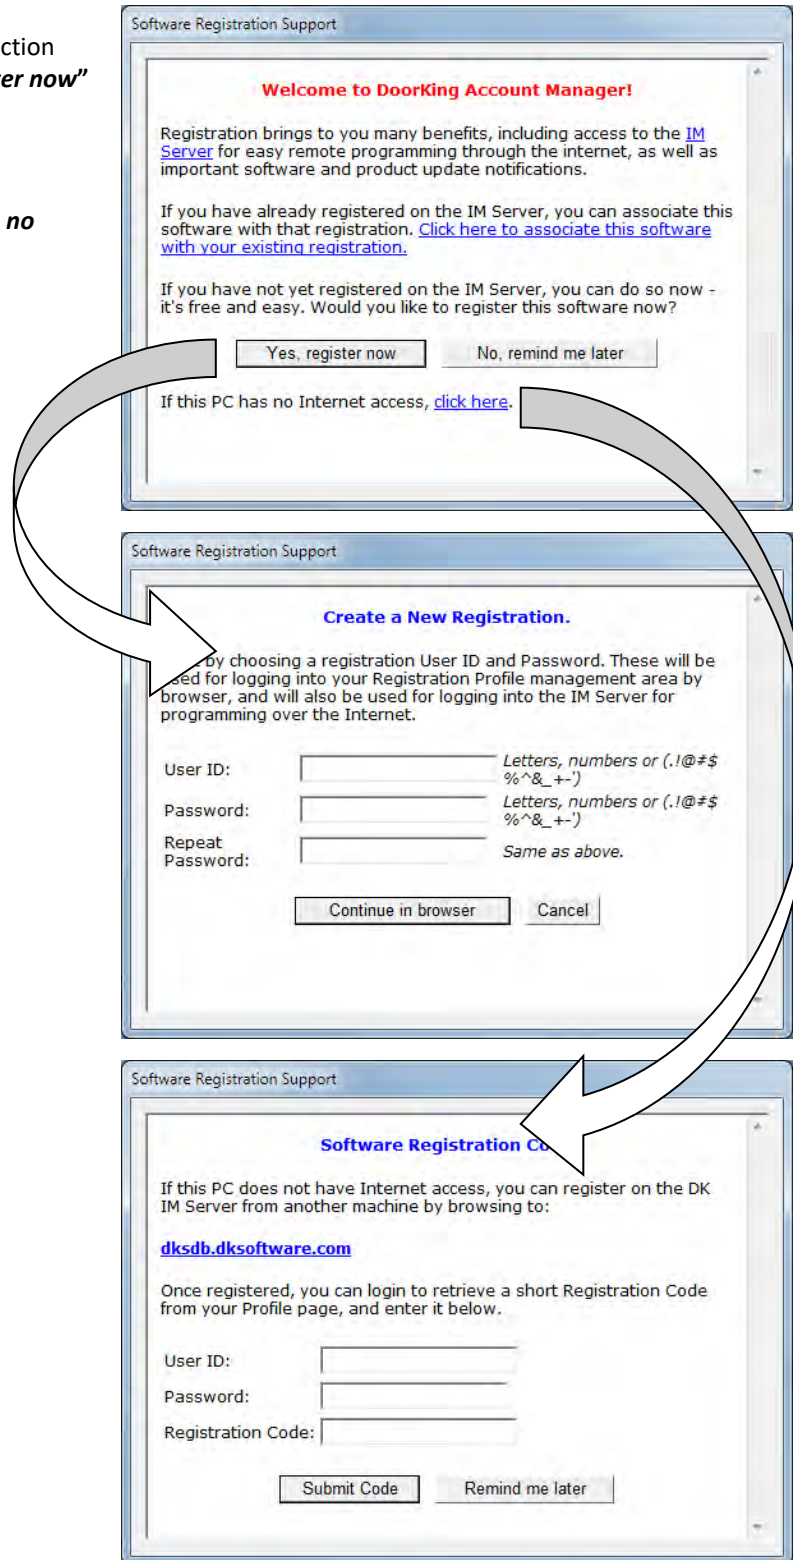 ction
er now”
no
Software Registration Support
Welcome to DoorKing Account Manager!
Registration brings to you many benefits, including access to the IM
Server for easy remote programming through the internet, as well as
important software and product update notifications.
If you have already registered on the IM Server, you can associate this
software with that registration. Click here to associate this software
with your existing registration.
If you have not yet registered on the IM Server, you can do so now -
it's free and easy. Would you like to register this software now?
Yes, register now No, remind me later
If this PC has no Internet access, click here.
Software Registration Support
Create a New Registration.
by choosing a registration User ID and Password. These will be
used for logging into your Registration Profile management area by
browser, and will also be used for logging into the IM Server for
programming over the Internet.
User ID: Letters, numbers or (.!@#$
%^&_+-')
Password: Letters, numbers or (.!@#$
%^&_+-')
Repeat
Password: Same as above.
Continue in browser Cancel
Software Registration Support
Software Registration Co
If this PC does not have Internet access, you can register on the DK
IM Server from another machine by browsing to:
dksdb.dksoftware.com
Once registered, you can login to retrieve a short Registration Code
from your Profile page, and enter it below.
User ID:
Password:
Registration Code:
Submit Code Remind me later